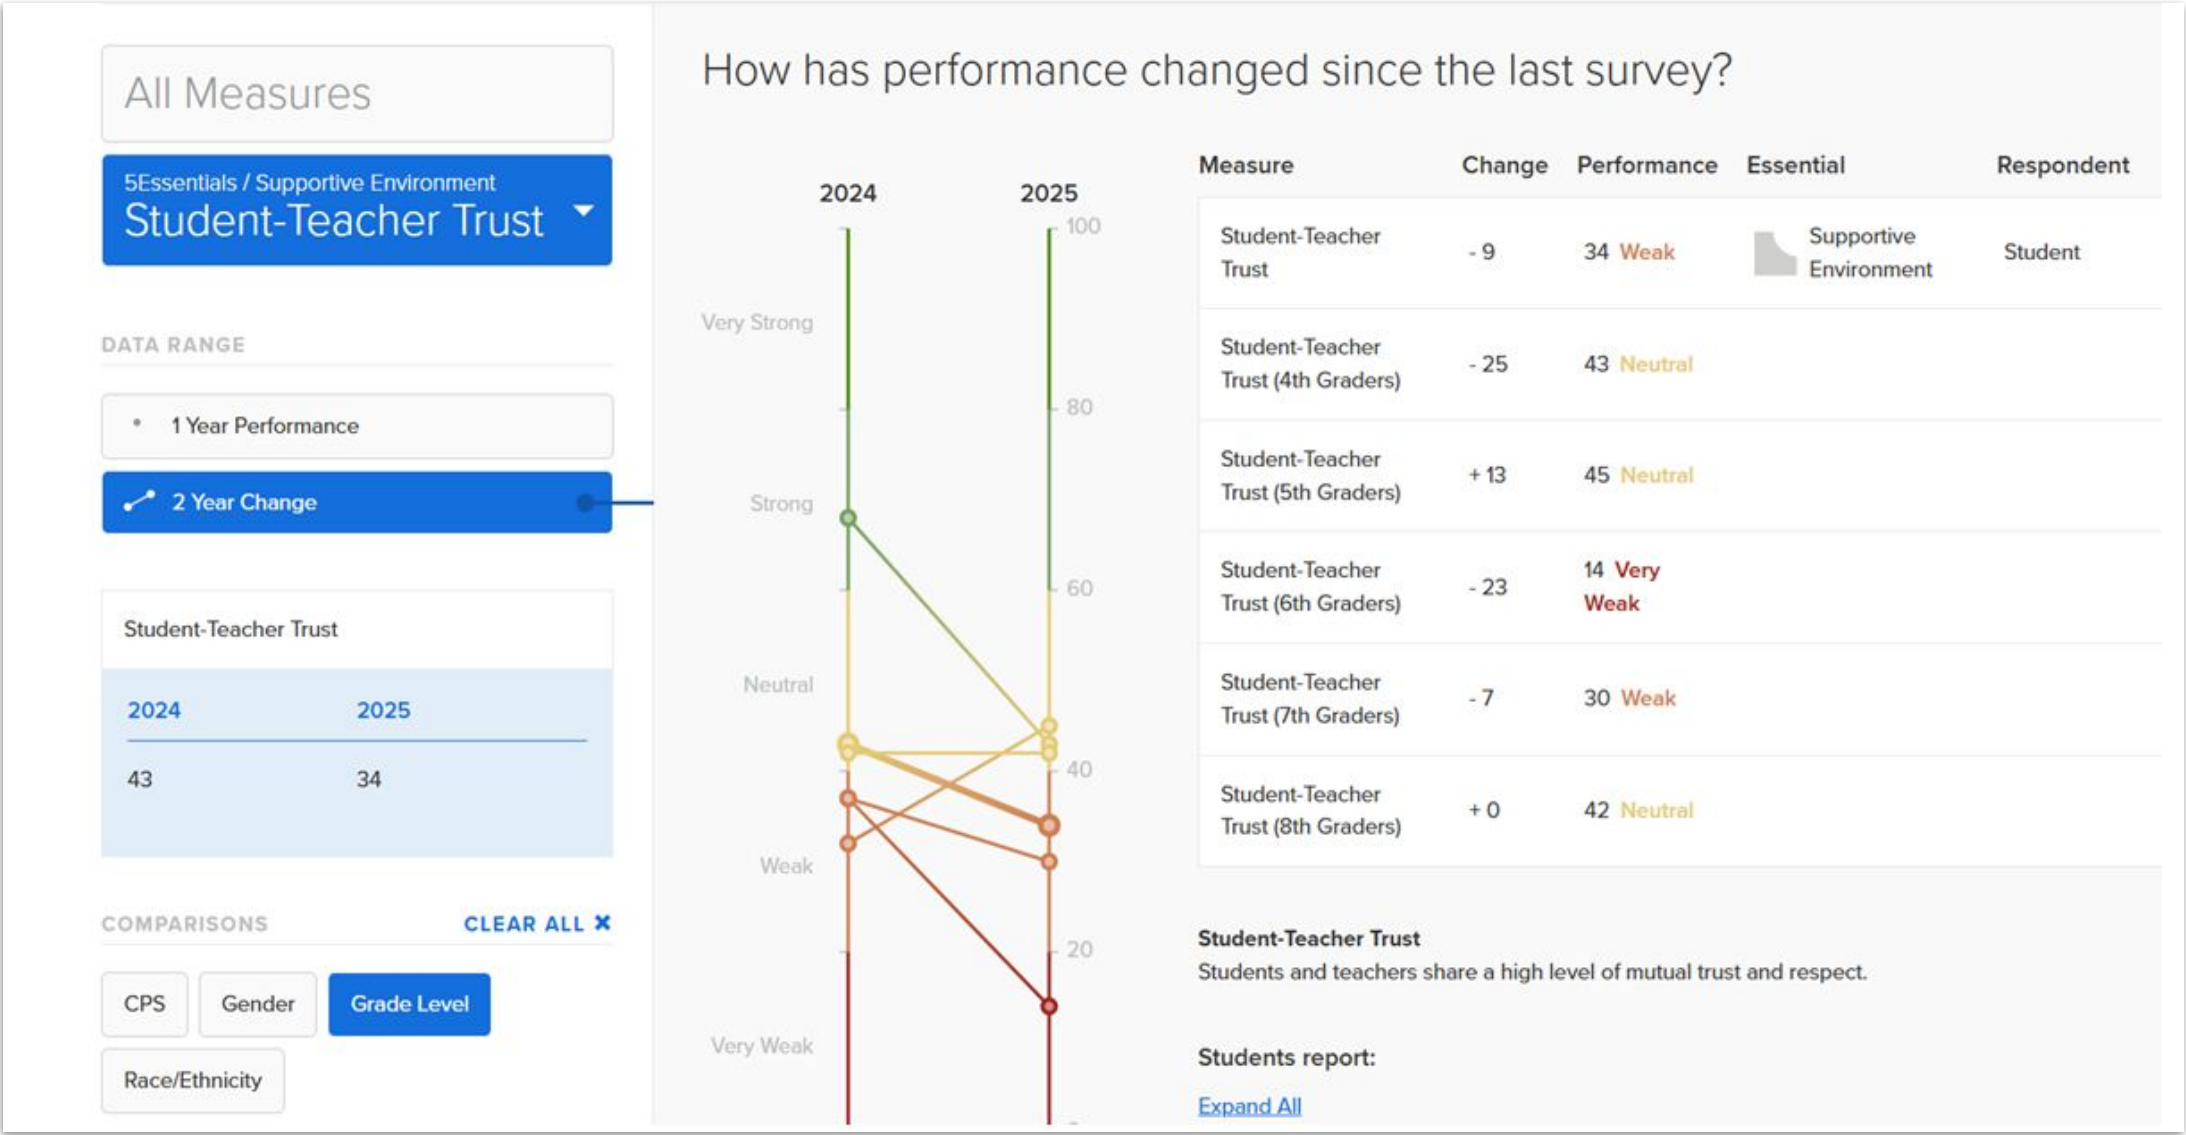 All Measures
5Essentials / Supportive Environment
Student-Teacher Trust
DATA RANGE
1 Year Performance
2 Year Change
Student-Teacher Trust
2024 2025
43 34
COMPARISONS CLEAR ALL ✖
CPS Gender Grade Level
Race/Ethnicity
How has performance changed since the last survey?
2024 2025
100
Very Strong
80
Strong
60
Neutral
40
Weak
20
Very Weak
Measure Change Performance Essential Respondent
Student-Teacher
Trust
- 9 34 Weak
Supportive
Environment
Student
Student-Teacher
Trust (4th Graders)
- 25 43 Neutral
Student-Teacher
Trust (5th Graders)
+ 13 45 Neutral
Student-Teacher
Trust (6th Graders)
- 23 14 Very
Weak
Student-Teacher
Trust (7th Graders)
- 7 30 Weak
Student-Teacher
Trust (8th Graders)
+ 0 42 Neutral
Student-Teacher Trust
Students and teachers share a high level of mutual trust and respect.
Students report:
Expand All